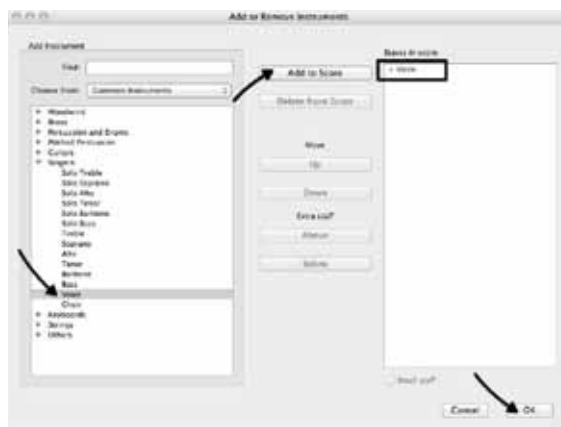 Add or Remove Instruments
Add Instrument
Find:
Choose from: Common Instruments
Woodwind
Brass
Percussion and Drums
Pitched Percussion
Guitars
Singers
Solo Treble
Solo Soprano
Solo Alto
Solo Tenor
Solo Baritone
Solo Bass
Treble
Soprano
Alto
Tenor
Baritone
Bass
Voice
Choir
Keyboards
Strings
Others
Add to Score
Delete from Score
Move
Up
Down
Extra staff
Above
Below
Staves in score
Voice
Small staff
Cancel
OK